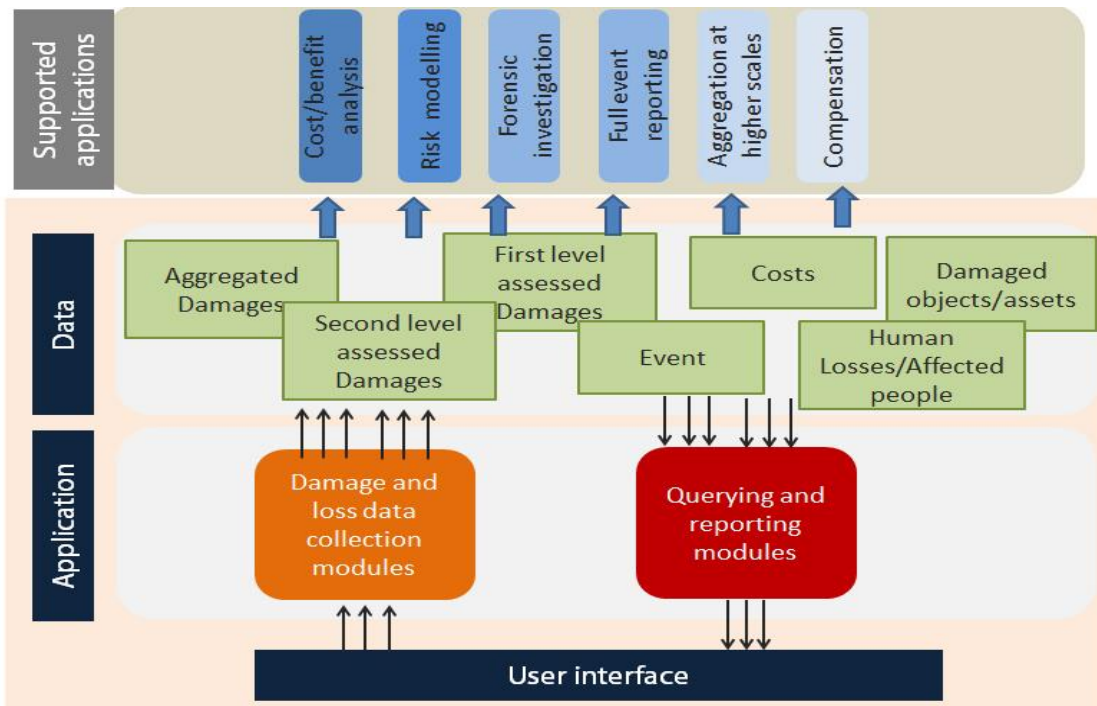 Supported
applications
Cost/benefit
analysis
Risk modelling
Forensic
investigation
Full event
reporting
Aggregation at
higher scales
Compensation
Data
Aggregated
Damages
Second level
assessed
Damages
First level
assessed
Damages
Event
Costs
Damaged
objects/assets
Human
Losses/Affected
people
Application
Damage and
loss data
collection
modules
Querying and
reporting
modules
User interface